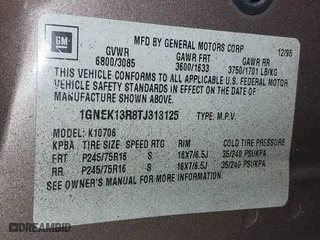 GM
MFD BY GENERAL MOTORS CORP 12/95
GVWR GAWR FRT GAWR RR
6800/3085 3600/1633 3750/1701 LB/KG
THIS VEHICLE CONFORMS TO ALL APPLICABLE U.S. FEDERAL MOTOR
VEHICLE SAFETY STANDARDS IN EFFECT ON THE DATE OF
MANUFACTURE SHOWN ABOVE.
1GNEK13R8TJ313125 TYPE: M.P.V.
MODEL: K10706
KPBA TIRE SIZE SPEED RTG RIM COLD TIRE PRESSURE
FRT P245/75R16 S 16X7/6.5J 35/240 PSI/KPA
RR P245/75R16 S 16X7/6.5J 35/240 PSI/KPA
SEE OWNER'S MANUAL FOR MORE INFORMATION
DREAMBID